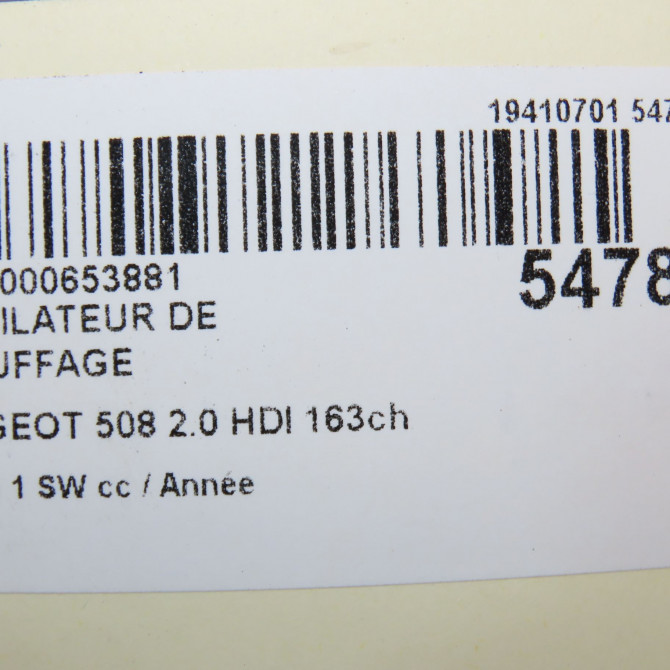 19410701 547
000653881
5478
ILATEUR DE
UFFAGE
GEOT 508 2.0 HDI 163ch
1 SW cc / Année